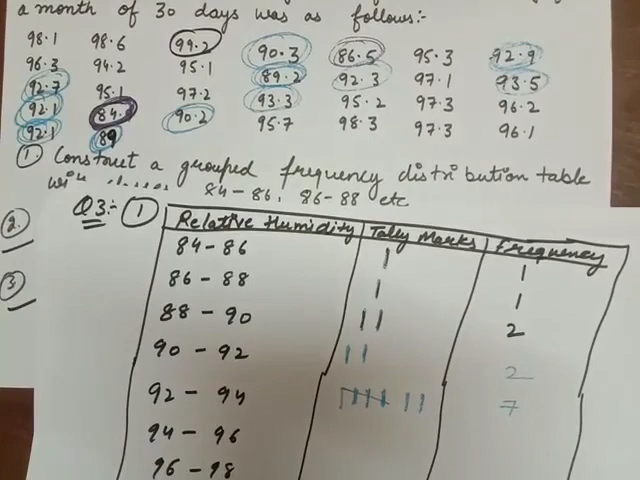 a month of 30 days was as follows:-
98.1 98.6 99.2 90.3 86.5 95.3 92.9
96.3 94.2 95.1 89.2 92.3 97.1 93.5
92.7 95.1 97.2 93.3 95.2 97.3 96.2
92.1 84. 90.2 95.7 98.3 97.3 96.1
92.1 89
1. Construct a grouped frequency distribution table
84-86, 86-88 etc
2.
3.
Q3:- 1
Relative Humidity Tally Marks Frequency
84-86 | 1
86-88 | 1
88-90 || 2
90-92 || 2
92-94 |||| || 7
94-96
96-98